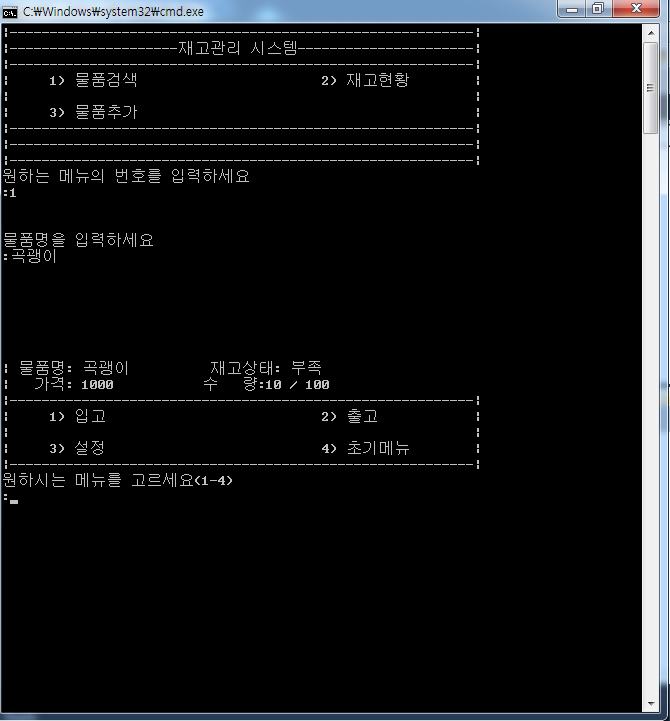 C:\Windows\system32\cmd.exe
재고관리 시스템
1) 물품검색 2) 재고현황
3) 물품추가
원하는 메뉴의 번호를 입력하세요
:1
물품명을 입력하세요
:곡괭이
| 물품명: 곡괭이 재고상태: 부족
| 가격: 1000 수 량:10 / 100
1) 입고 2) 출고
3) 설정 4) 초기메뉴
원하시는 메뉴를 고르세요(1-4)
:_